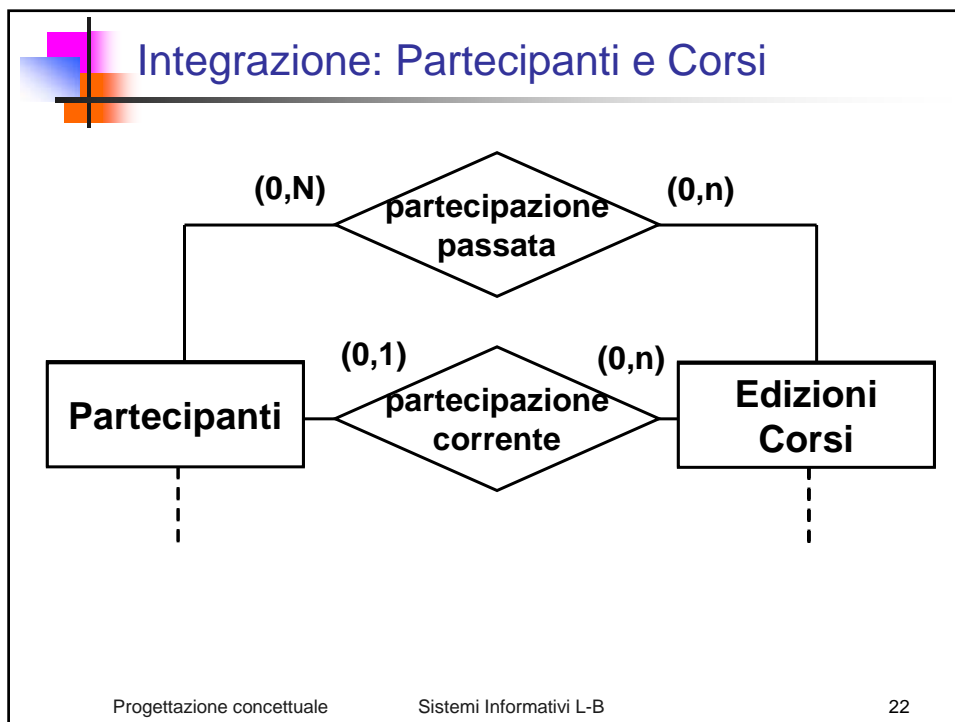 Integrazione: Partecipanti e Corsi
(0,N)
partecipazione
passata
(0,n)
Partecipanti
(0,1)
partecipazione
corrente
(0,n)
Edizioni
Corsi
Progettazione concettuale Sistemi Informativi L-B 22